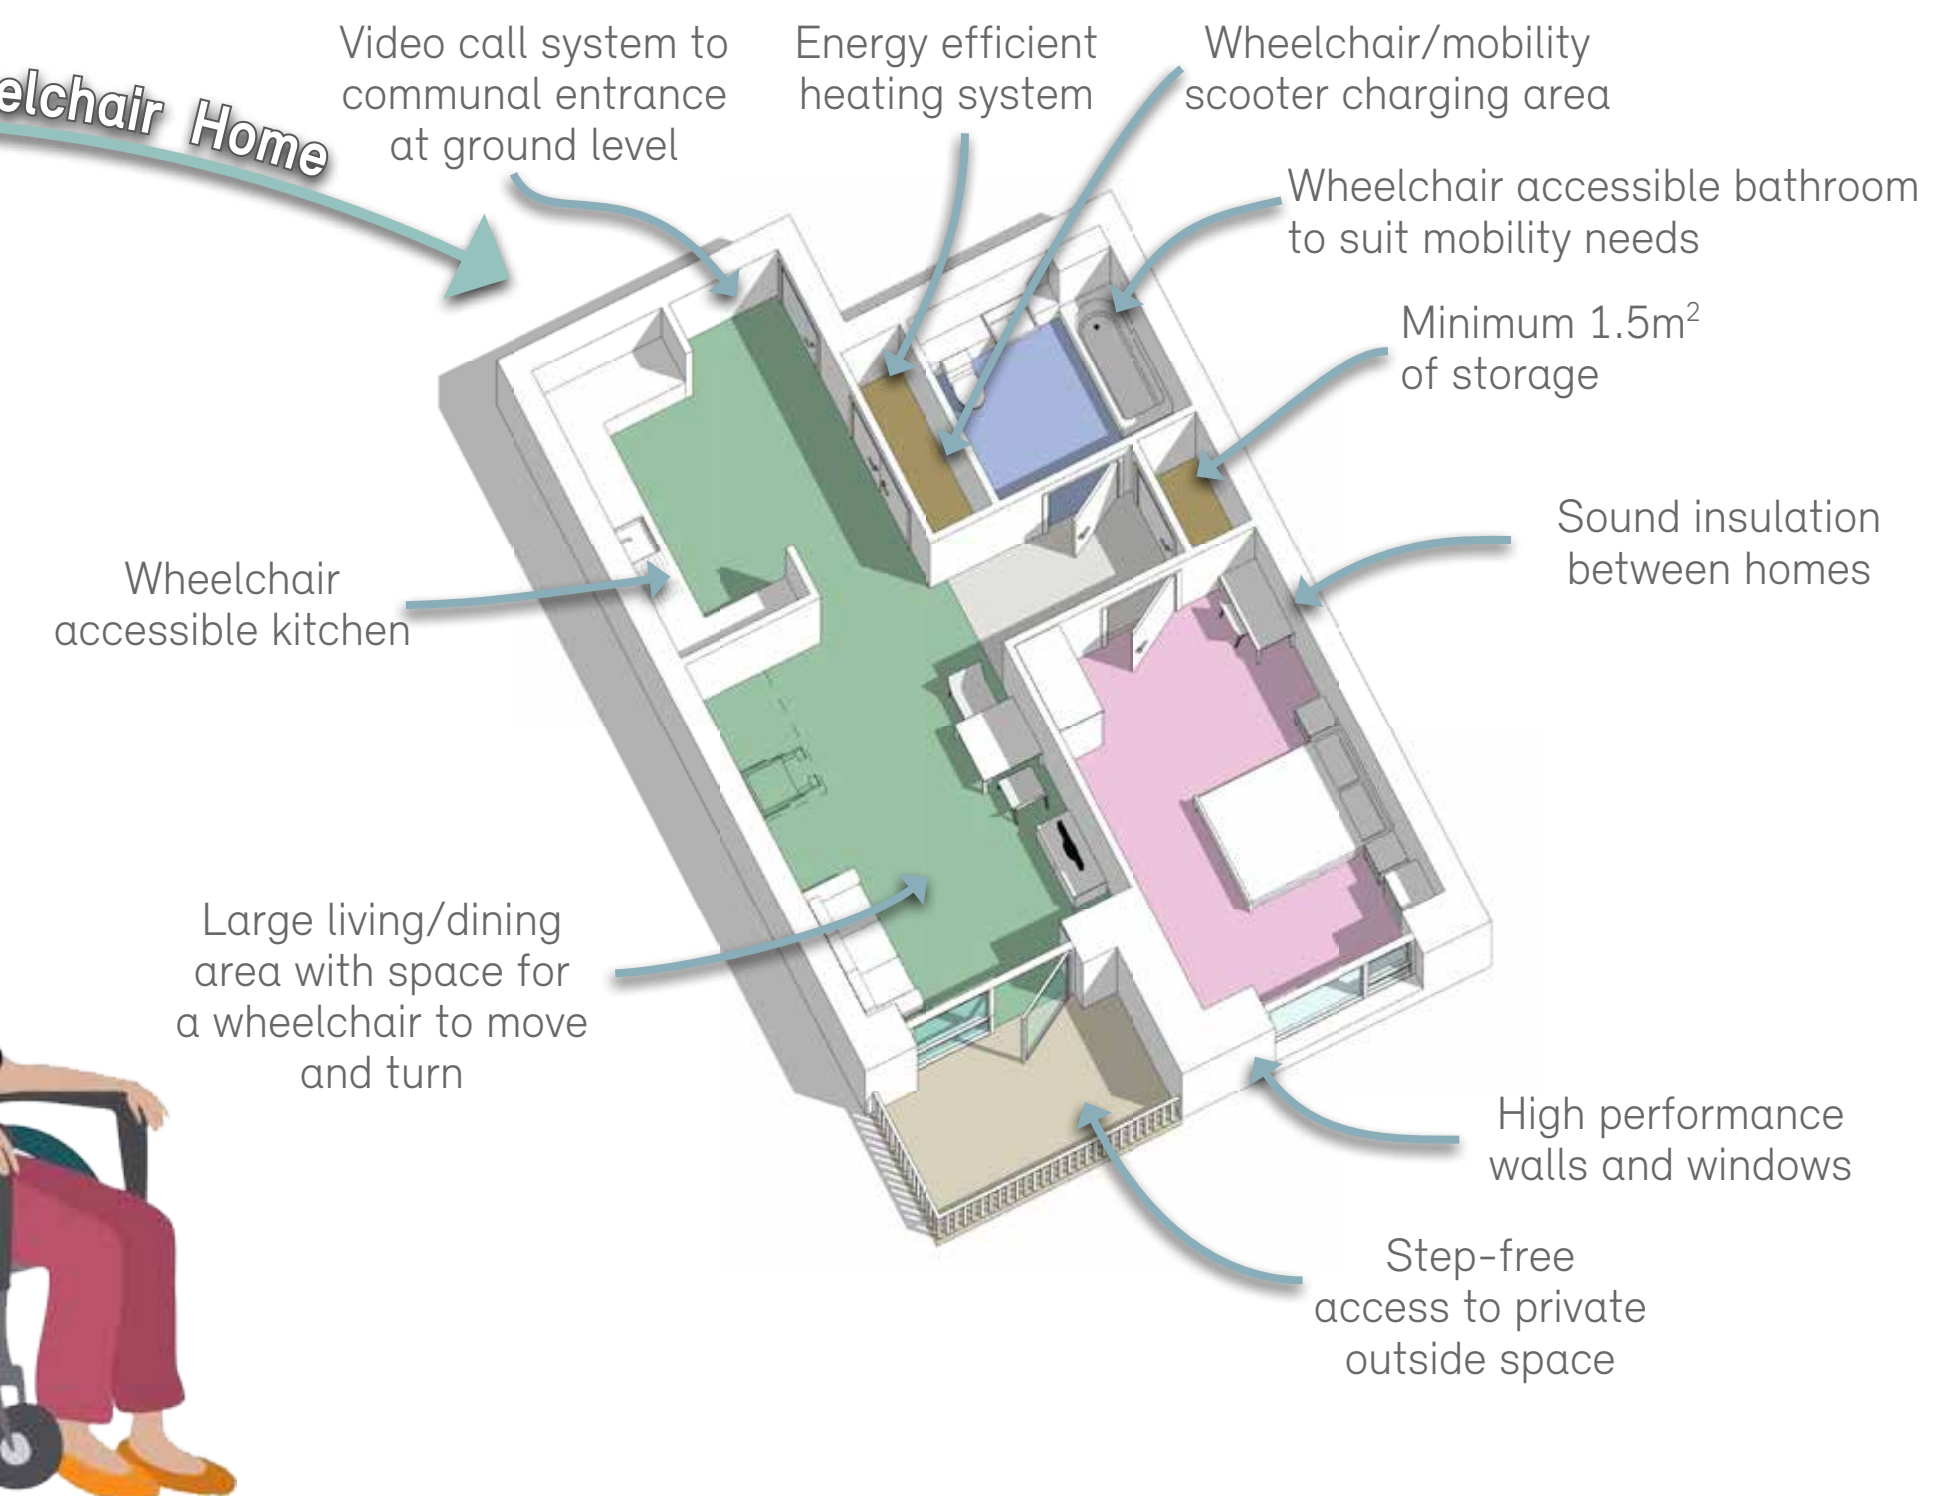 Home
Video call system to
communal entrance
at ground level
Energy efficient
heating system
Wheelchair/mobility
scooter charging area
Wheelchair accessible bathroom
to suit mobility needs
Minimum 1.5m²
of storage
Sound insulation
between homes
Wheelchair
accessible kitchen
Large living/dining
area with space for
a wheelchair to move
and turn
High performance
walls and windows
Step-free
access to private
outside space